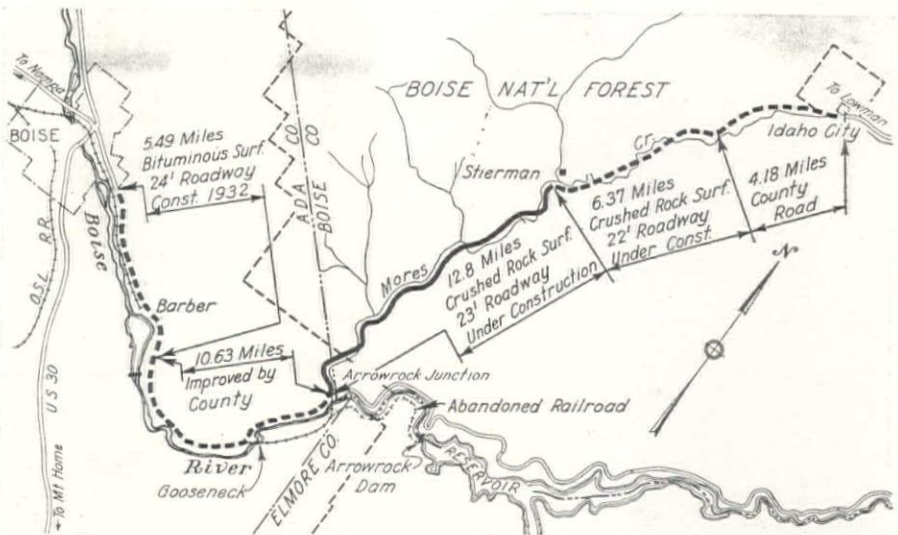 To Nampa
BOISE
5.49 Miles
Bituminous Surf.
24' Roadway
Const. 1932
ADA CO
BOISE CO
BOISE NAT'L FOREST
To Lowman
Idaho City
Sherman
Cr.
Mores
12.8 Miles
Crushed Rock Surf.
23' Roadway
Under Construction
6.37 Miles
Crushed Rock Surf.
22' Roadway
Under Const.
4.18 Miles
County
Road
N
O.S.L. R.R.
Boise
Barber
10.63 Miles
Improved by
County
Arrowrock Junction
Abandoned Railroad
US 30
To Mt Home
River
Gooseneck
ELMORE CO.
Arrowrock
Dam
RESERVOIR